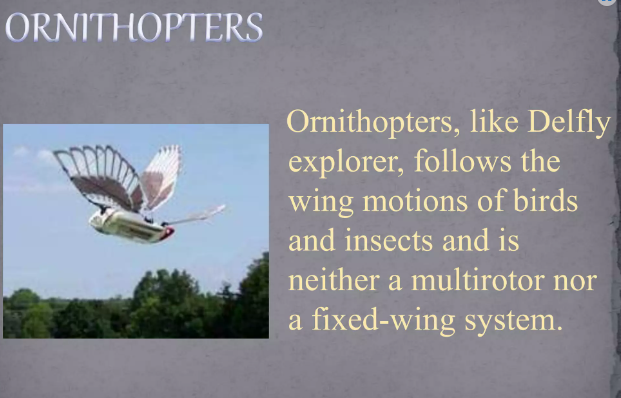 ORNITHOPTERS
Ornithopters, like Delfly
explorer, follows the
wing motions of birds
and insects and is
neither a multirotor nor
a fixed-wing system.